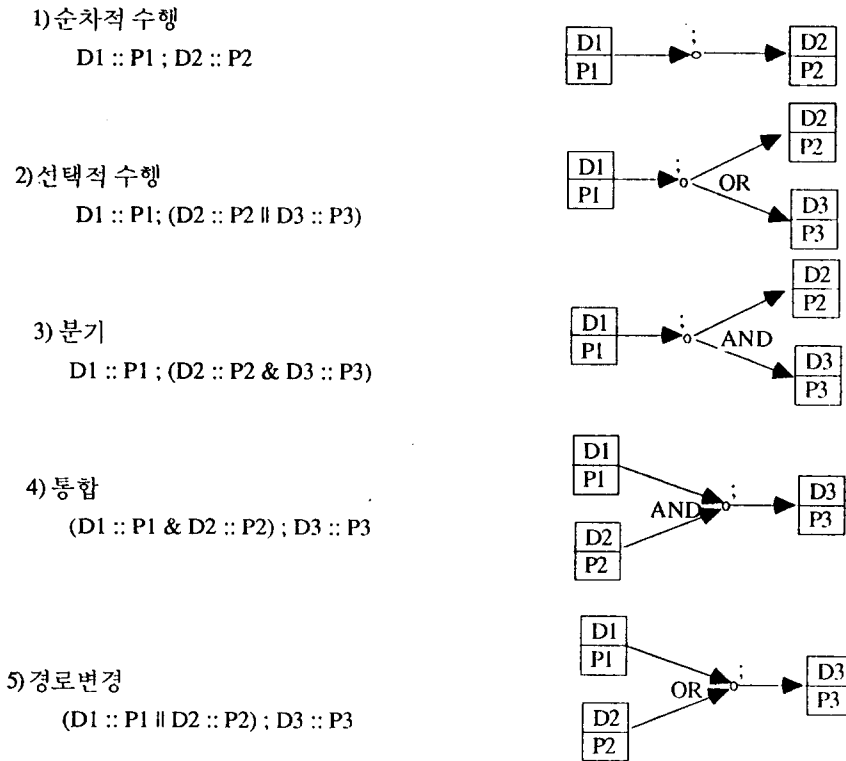 1) 순차적 수행
D1 :: P1 ; D2 :: P2
D1
P1
;
D2
P2
2) 선택적 수행
D1 :: P1; (D2 :: P2 || D3 :: P3)
D1
P1
;
OR
D2
P2
D3
P3
3) 분기
D1 :: P1 ; (D2 :: P2 & D3 :: P3)
D1
P1
;
AND
D2
P2
D3
P3
4) 통합
(D1 :: P1 & D2 :: P2) ; D3 :: P3
D1
P1
D2
P2
AND
;
D3
P3
5) 경로변경
(D1 :: P1 || D2 :: P2) ; D3 :: P3
D1
P1
D2
P2
OR
;
D3
P3